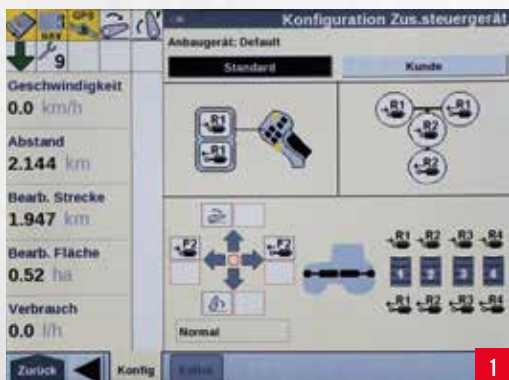 GPS
NAV
9
Konfiguration Zus.steuergerät
Anbaugerät: Default
Standard
Kunde
Geschwindigkeit
0.0 km/h
Abstand
2.144 km
Bearb. Strecke
1.947 km
Bearb. Fläche
0.52 ha
Verbrauch
0.0 l/h
R1
R1
R1
R1
R2
R2
F2
F2
Normal
R1 R2 R3 R4
1 2 3 4
R1 R2 R3 R4
Zurück
Konfig
1